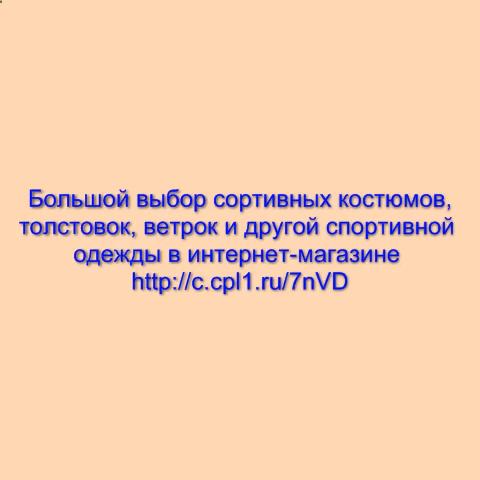 Большой выбор сортивных костюмов,
толстовок, ветрок и другой спортивной
одежды в интернет-магазине
http://c.cpl1.ru/7nVD